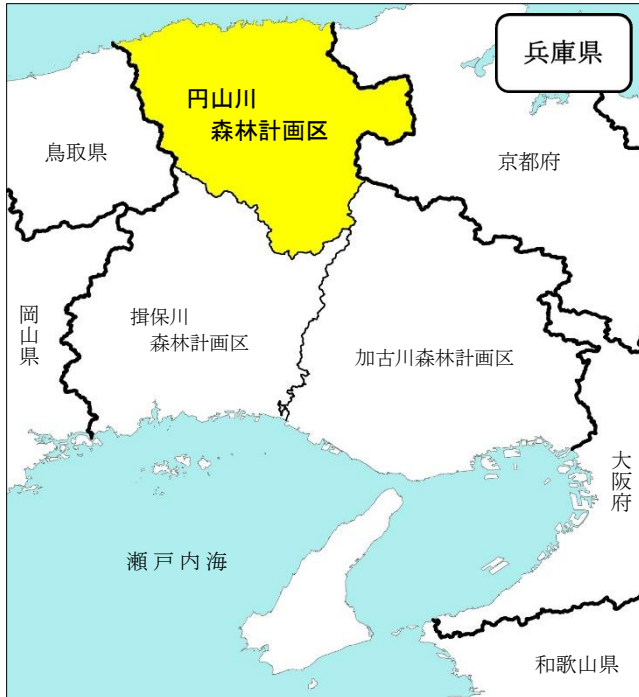 兵庫県
円山川
森林計画区
鳥取県
京都府
岡山県
揖保川
森林計画区
加古川森林計画区
大阪府
瀬戸内海
和歌山県